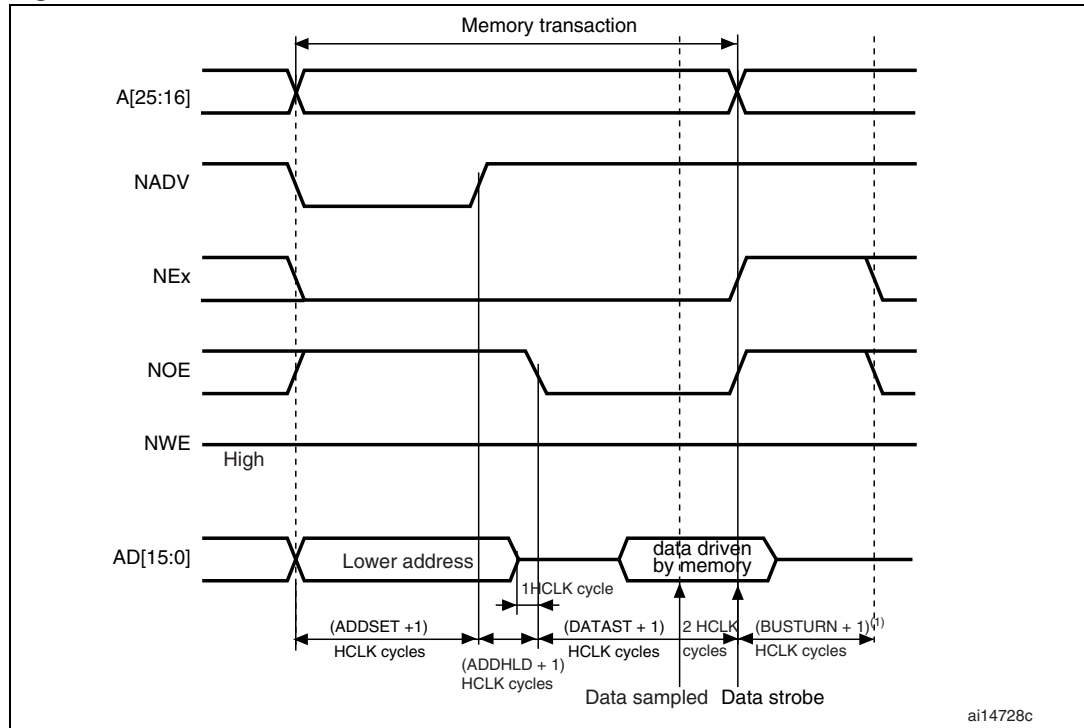 Memory transaction
A[25:16]
NADV
NEx
NOE
NWE
High
AD[15:0]
Lower address
data driven
by memory
1HCLK cycle
(ADDSET +1)
HCLK cycles
(ADDHLD + 1)
HCLK cycles
(DATAST + 1)
HCLK cycles
2 HCLK
cycles
(BUSTURN + 1)(1)
HCLK cycles
Data sampled
Data strobe
ai14728c